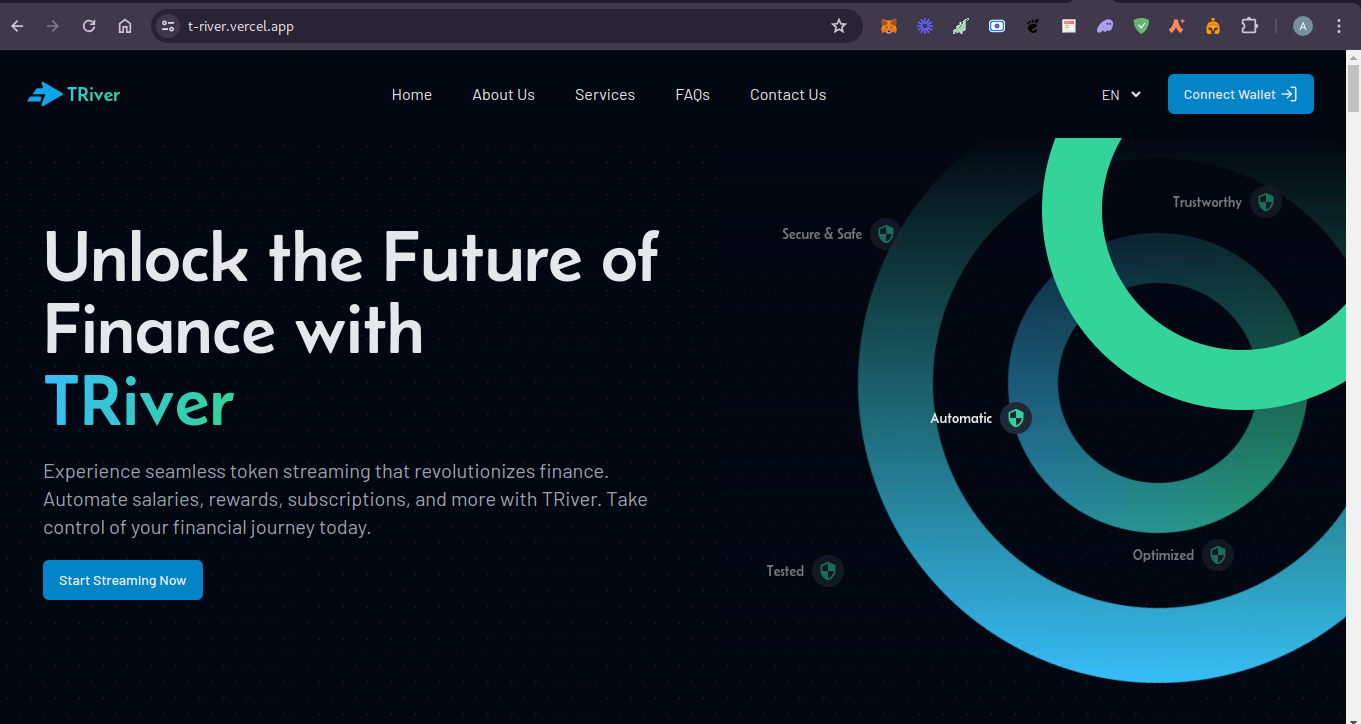 t-river.vercel.app
A
TRiver
Home
About Us
Services
FAQs
Contact Us
EN
Connect Wallet
Trustworthy
Secure & Safe
Unlock the Future of
Finance with
TRiver
Automatic
Experience seamless token streaming that revolutionizes finance.
Automate salaries, rewards, subscriptions, and more with TRiver. Take
control of your financial journey today.
Optimized
Tested
Start Streaming Now